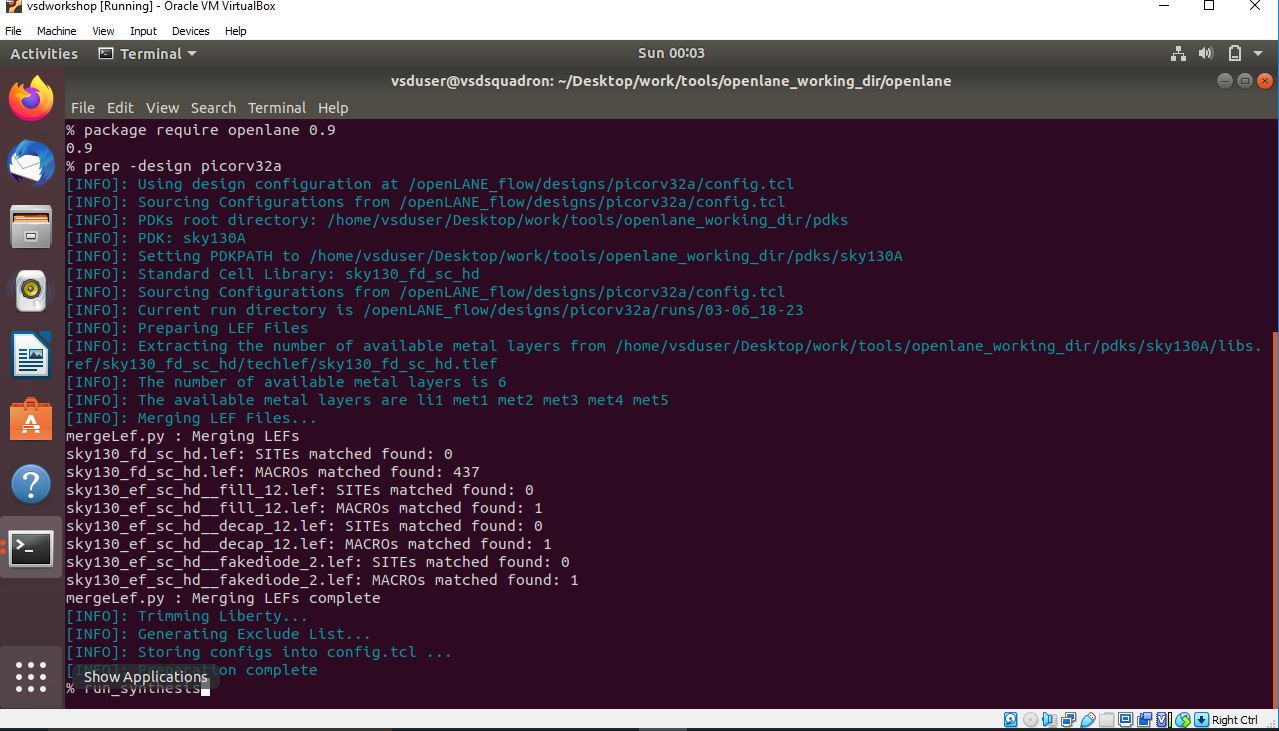 vsdworkshop [Running] - Oracle VM VirtualBox
File Machine View Input Devices Help
Activities Terminal Sun 00:03
vsduser@vsdsquadron: ~/Desktop/work/tools/openlane_working_dir/openlane
File Edit View Search Terminal Help
% package require openlane 0.9
0.9
% prep -design picorv32a
[INFO]: Using design configuration at /openLANE_flow/designs/picorv32a/config.tcl
[INFO]: Sourcing Configurations from /openLANE_flow/designs/picorv32a/config.tcl
[INFO]: PDKs root directory: /home/vsduser/Desktop/work/tools/openlane_working_dir/pdks
[INFO]: PDK: sky130A
[INFO]: Setting PDKPATH to /home/vsduser/Desktop/work/tools/openlane_working_dir/pdks/sky130A
[INFO]: Standard Cell Library: sky130_fd_sc_hd
[INFO]: Sourcing Configurations from /openLANE_flow/designs/picorv32a/config.tcl
[INFO]: Current run directory is /openLANE_flow/designs/picorv32a/runs/03-06_18-23
[INFO]: Preparing LEF Files
[INFO]: Extracting the number of available metal layers from /home/vsduser/Desktop/work/tools/openlane_working_dir/pdks/sky130A/libs.
ref/sky130_fd_sc_hd/techlef/sky130_fd_sc_hd.tlef
[INFO]: The number of available metal layers is 6
[INFO]: The available metal layers are li1 met1 met2 met3 met4 met5
[INFO]: Merging LEF Files...
mergeLef.py : Merging LEFs
sky130_fd_sc_hd.lef: SITEs matched found: 0
sky130_fd_sc_hd.lef: MACROs matched found: 437
sky130_ef_sc_hd__fill_12.lef: SITEs matched found: 0
sky130_ef_sc_hd__fill_12.lef: MACROs matched found: 1
sky130_ef_sc_hd__decap_12.lef: SITEs matched found: 0
sky130_ef_sc_hd__decap_12.lef: MACROs matched found: 1
sky130_ef_sc_hd__fakediode_2.lef: SITEs matched found: 0
sky130_ef_sc_hd__fakediode_2.lef: MACROs matched found: 1
mergeLef.py : Merging LEFs complete
[INFO]: Trimming Liberty...
[INFO]: Generating Exclude List...
[INFO]: Storing configs into config.tcl ...
[INFO]: Preparation complete
Show Applications
% run_synthesis
Right Ctrl